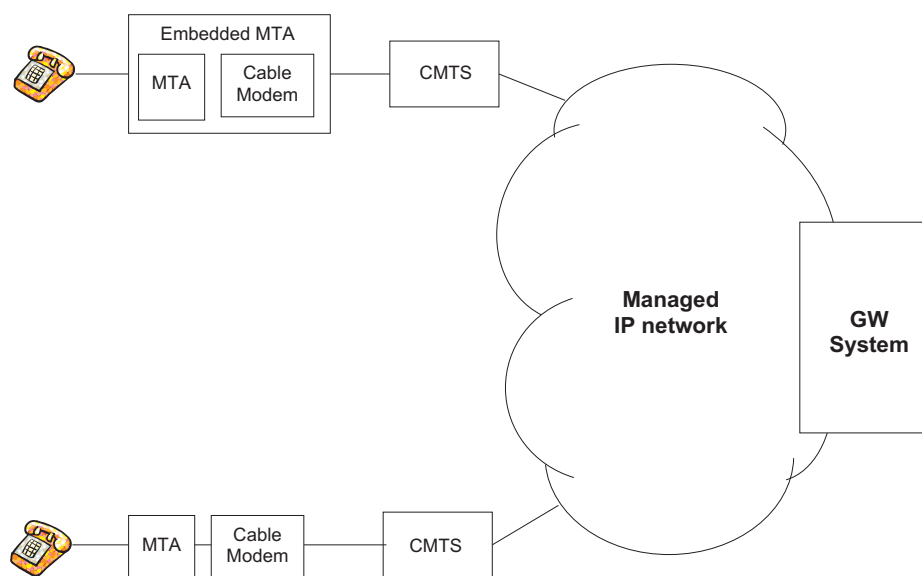 Embedded MTA
MTA
Cable
Modem
CMTS
Managed
IP network
GW
System
MTA
Cable
Modem
CMTS